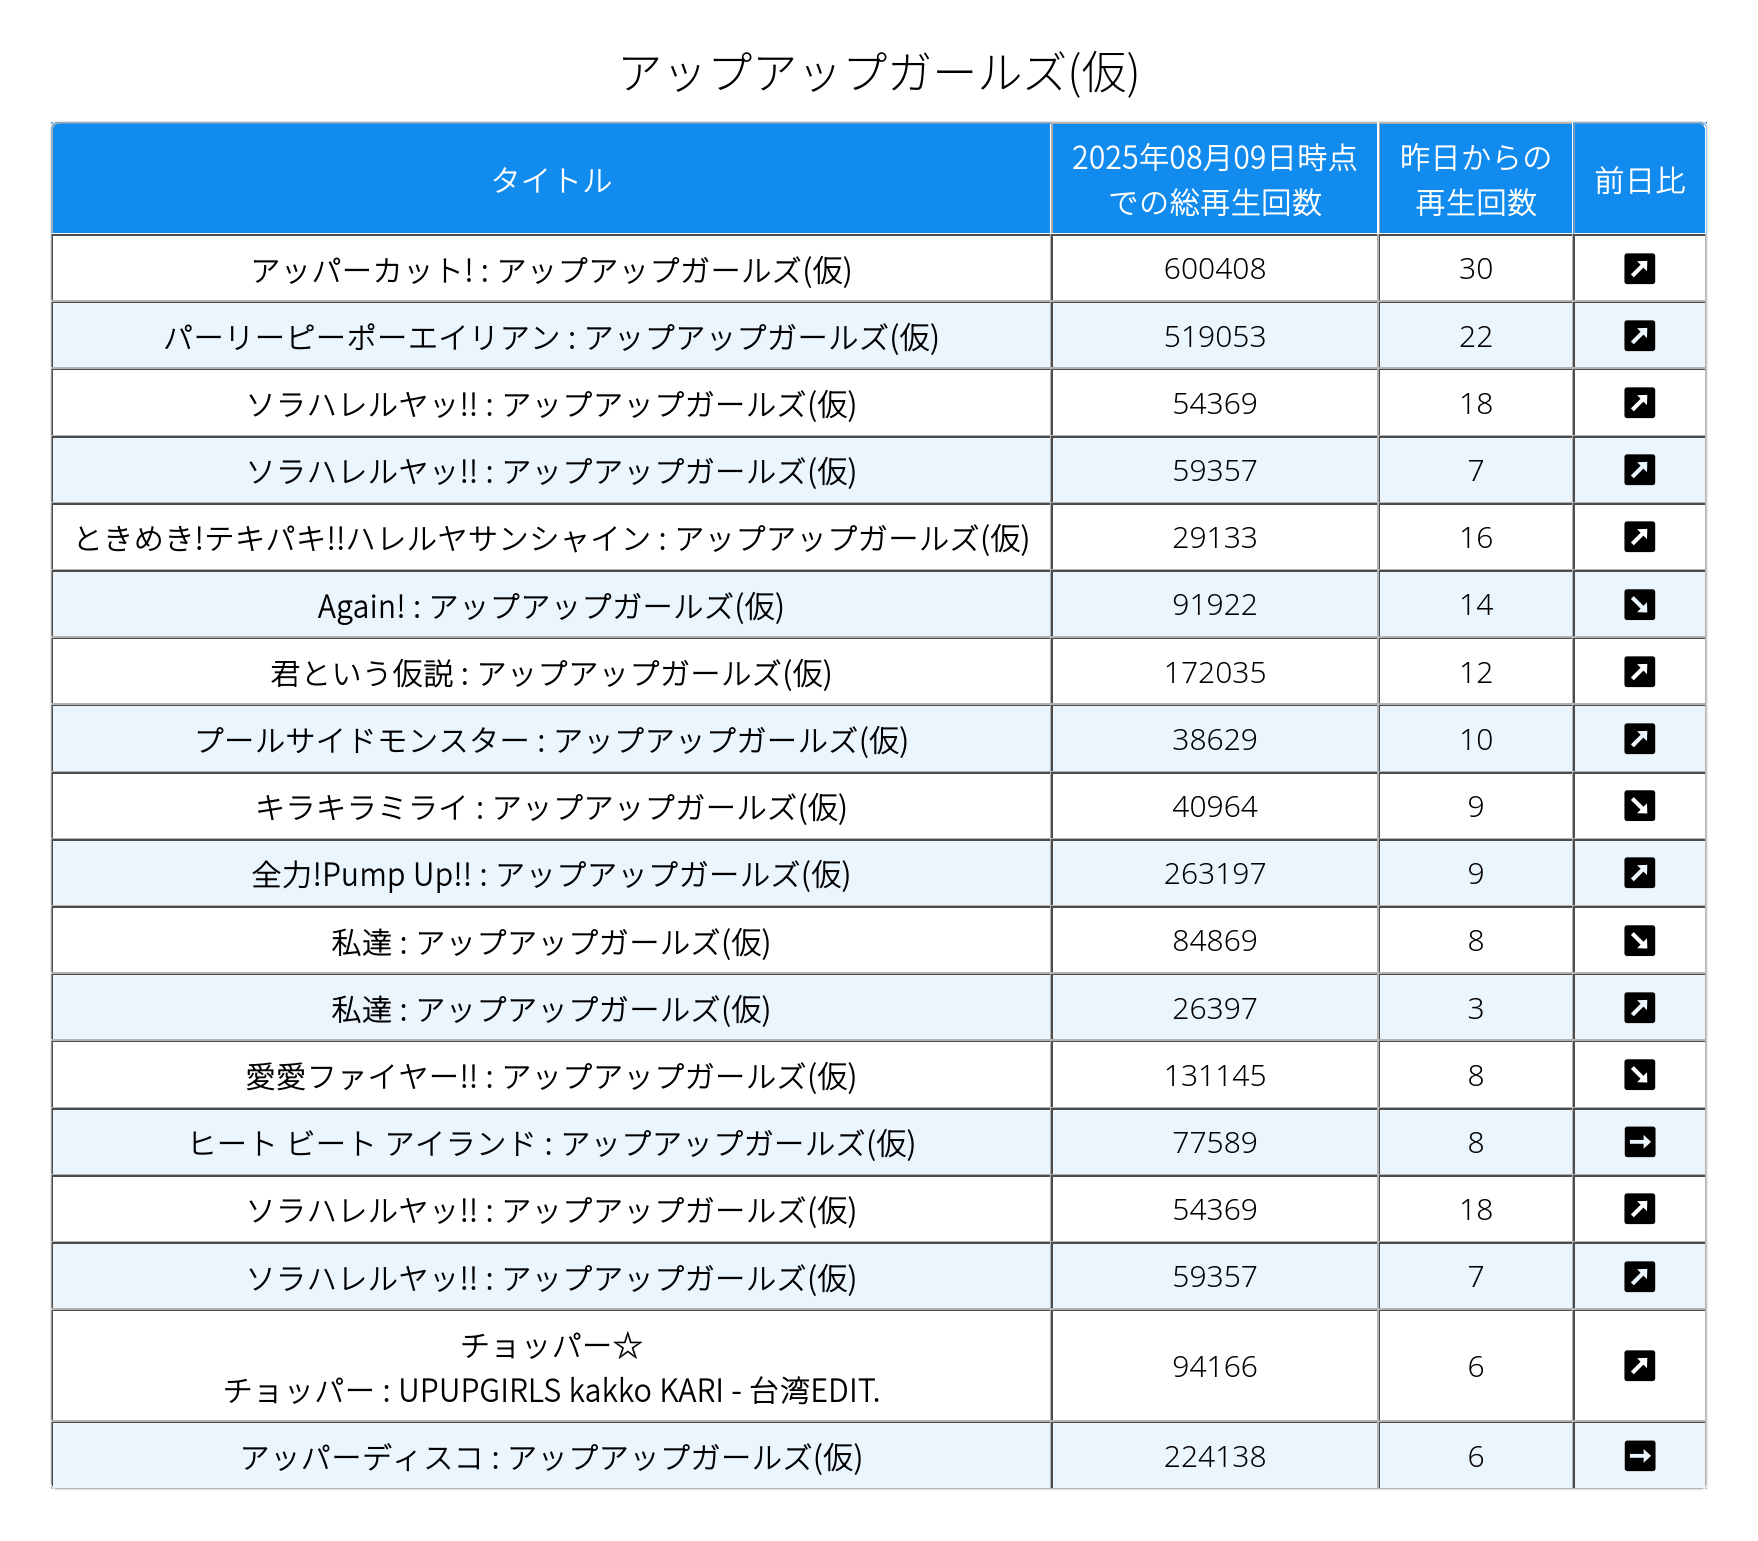 アップアップガールズ(仮)
タイトル 2025年08月09日時点での総再生回数 昨日からの再生回数 前日比
アッパーカット! : アップアップガールズ(仮) 600408 30 ↗
パーリーピーポーエイリアン : アップアップガールズ(仮) 519053 22 ↗
ソラハレルヤッ!! : アップアップガールズ(仮) 54369 18 ↗
ソラハレルヤッ!! : アップアップガールズ(仮) 59357 7 ↗
ときめき!テキパキ!!ハレルヤサンシャイン : アップアップガールズ(仮) 29133 16 ↗
Again! : アップアップガールズ(仮) 91922 14 ↘
君という仮説 : アップアップガールズ(仮) 172035 12 ↗
プールサイドモンスター : アップアップガールズ(仮) 38629 10 ↗
キラキラミライ : アップアップガールズ(仮) 40964 9 ↘
全力!Pump Up!! : アップアップガールズ(仮) 263197 9 ↗
私達 : アップアップガールズ(仮) 84869 8 ↘
私達 : アップアップガールズ(仮) 26397 3 ↗
愛愛ファイヤー!! : アップアップガールズ(仮) 131145 8 ↘
ヒート ビート アイランド : アップアップガールズ(仮) 77589 8 →
ソラハレルヤッ!! : アップアップガールズ(仮) 54369 18 ↗
ソラハレルヤッ!! : アップアップガールズ(仮) 59357 7 ↗
チョッパー☆
チョッパー : UPUPGIRLS kakko KARI - 台湾EDIT. 94166 6 ↗
アッパーディスコ : アップアップガールズ(仮) 224138 6 →